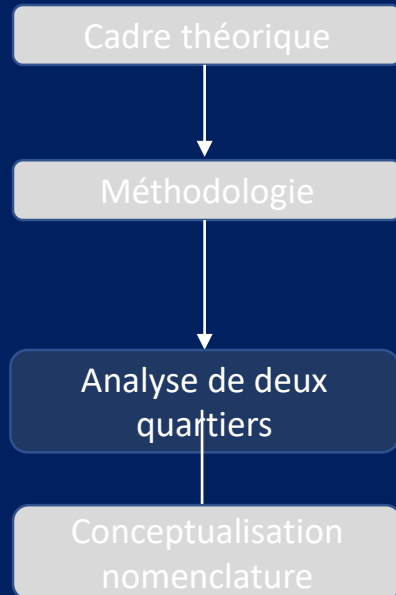 Cadre théorique
Méthodologie
Analyse de deux
quartiers
Conceptualisation
nomenclature